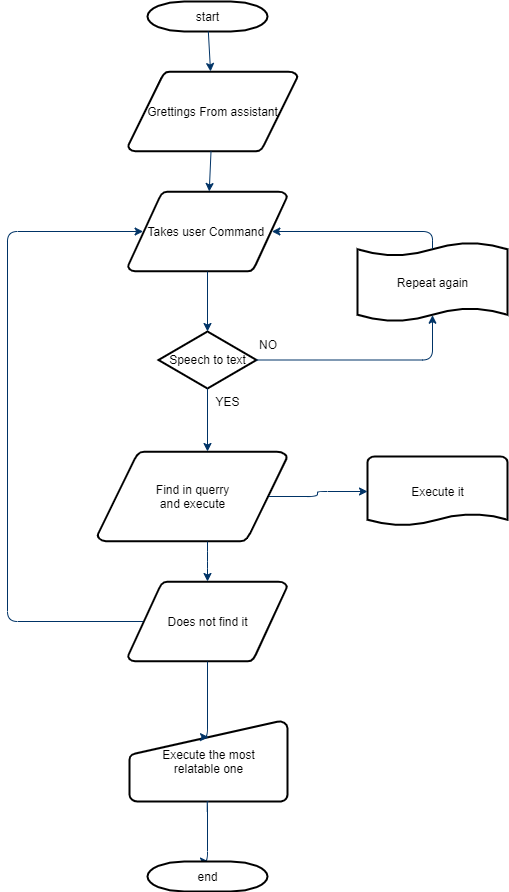 start
Grettings From assistant
Takes user Command
Repeat again
Speech to text
NO
YES
Find in querry
and execute
Execute it
Does not find it
Execute the most
relatable one
end